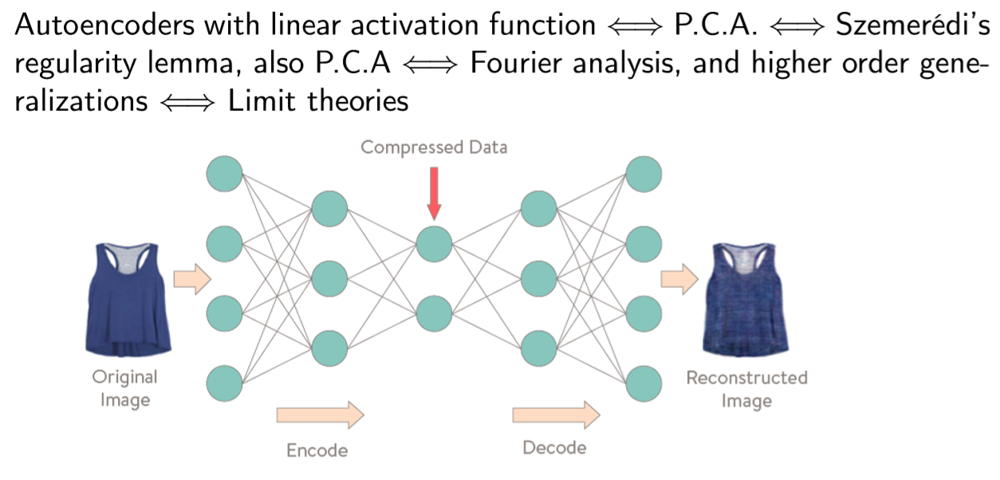 Autoencoders with linear activation function ⟺ P.C.A. ⟺ Szemerédi's
regularity lemma, also P.C.A ⟺ Fourier analysis, and higher order gene-
ralizations ⟺ Limit theories
Compressed Data
Original
Image
Reconstructed
Image
Encode
Decode